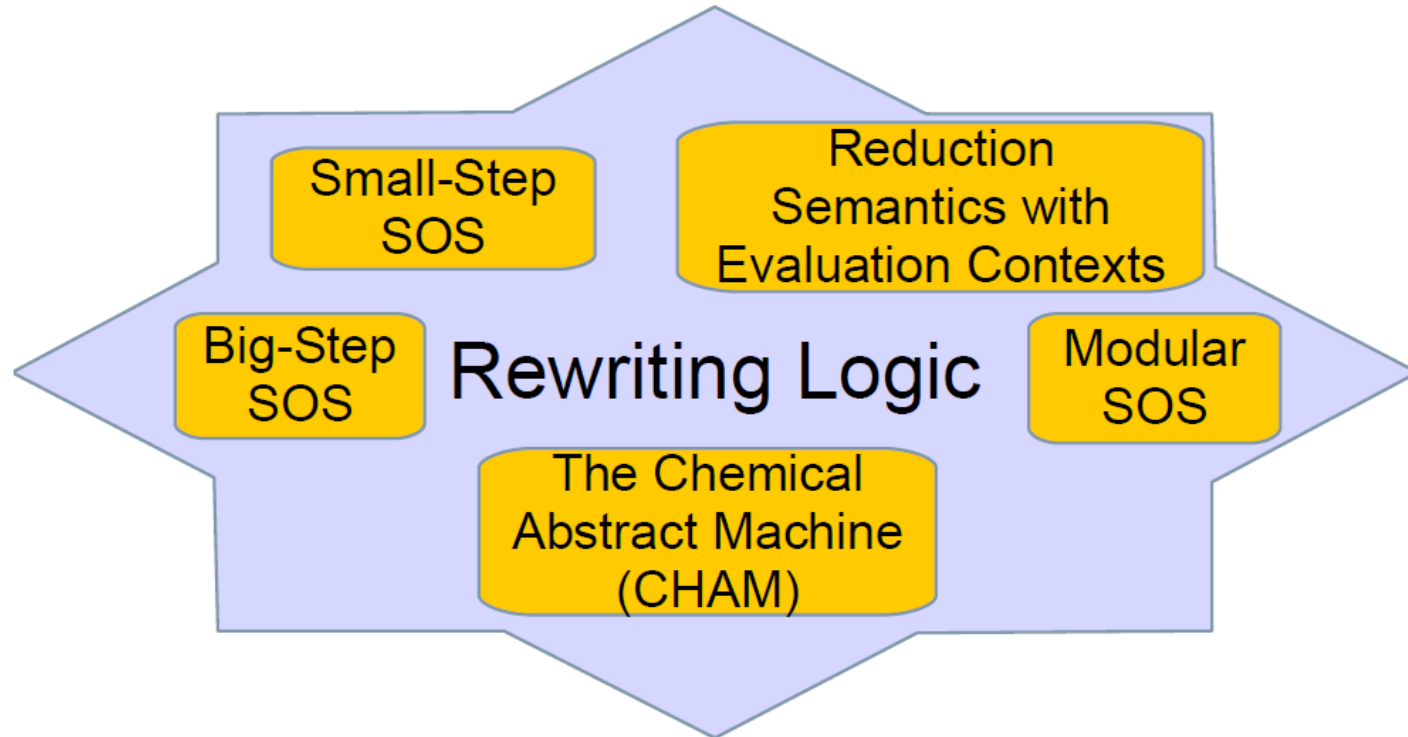 Small-Step
SOS
Reduction
Semantics with
Evaluation Contexts
Big-Step
SOS
Rewriting Logic
Modular
SOS
The Chemical
Abstract Machine
(CHAM)